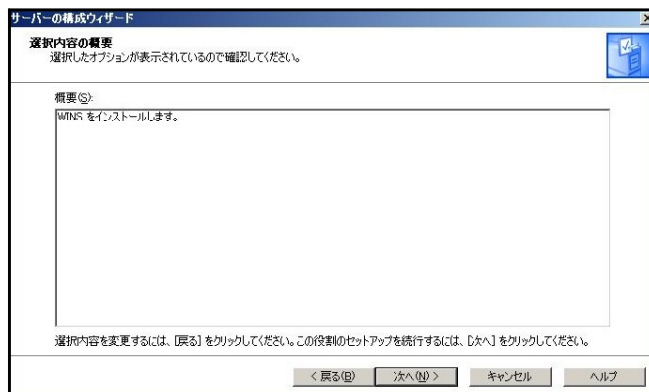 サーバーの構成ウィザード
選択内容の概要
選択したオプションが表示されているので確認してください。
概要(S):
WINS をインストールします。
選択内容を変更するには、[戻る] をクリックしてください。この役割のセットアップを続行するには、[次へ] をクリックしてください。
< 戻る(B) 次へ(N) > キャンセル ヘルプ